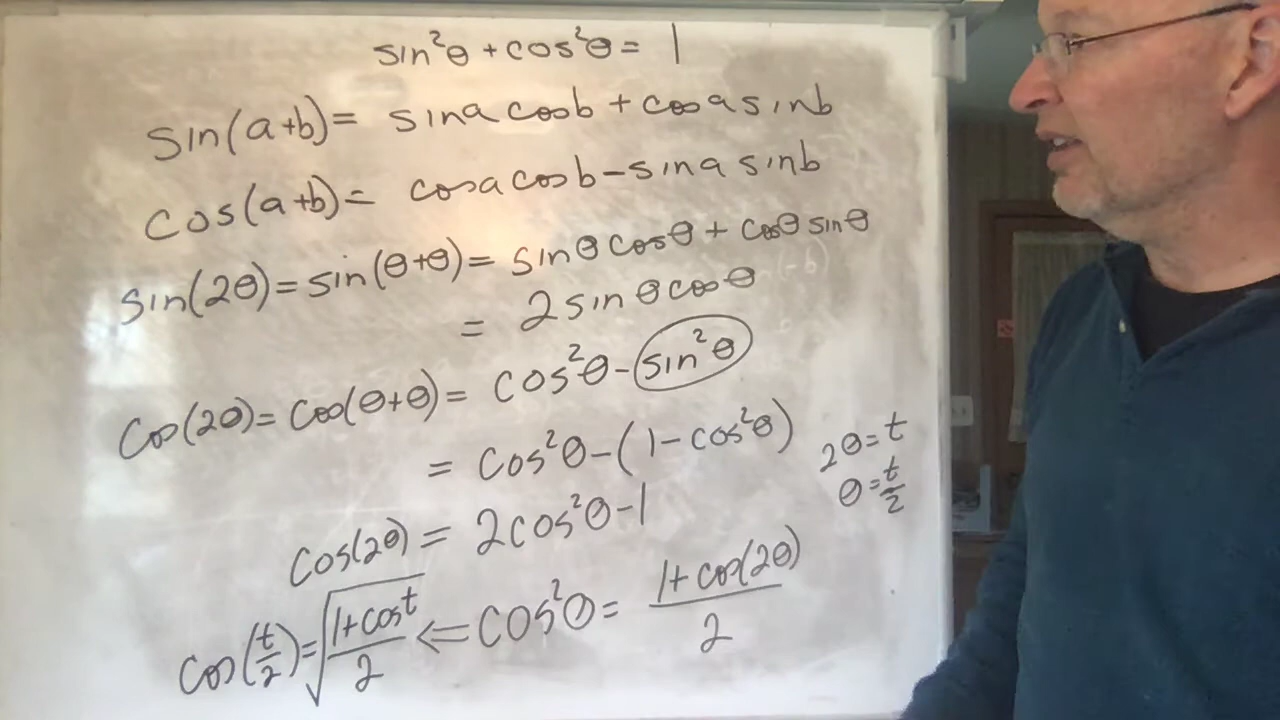 sin²θ + cos²θ = 1
sin(a+b) = sina cosb + cosa sinb
cos(a+b) = cosa cosb - sina sinb
sin(2θ) = sin(θ+θ) = sinθ cosθ + cosθ sinθ
= 2 sinθ cosθ
cos(2θ) = cos(θ+θ) = cos²θ - sin²θ
= cos²θ - (1 - cos²θ)
2θ = t
θ = t/2
cos(2θ) = 2cos²θ - 1
cos(t/2) = √((1+cost)/2) ⇐ cos²θ = (1+cos(2θ))/2